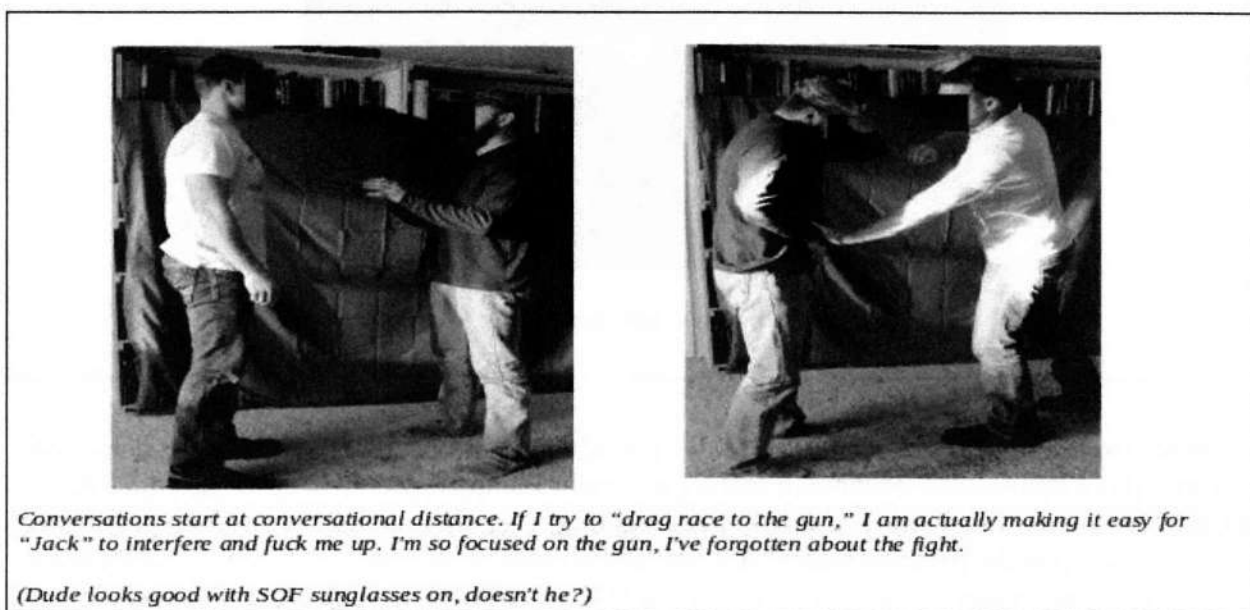 Conversations start at conversational distance. If I try to “drag race to the gun,” I am actually making it easy for
“Jack” to interfere and fuck me up. I'm so focused on the gun, I've forgotten about the fight.
(Dude looks good with SOF sunglasses on, doesn't he?)